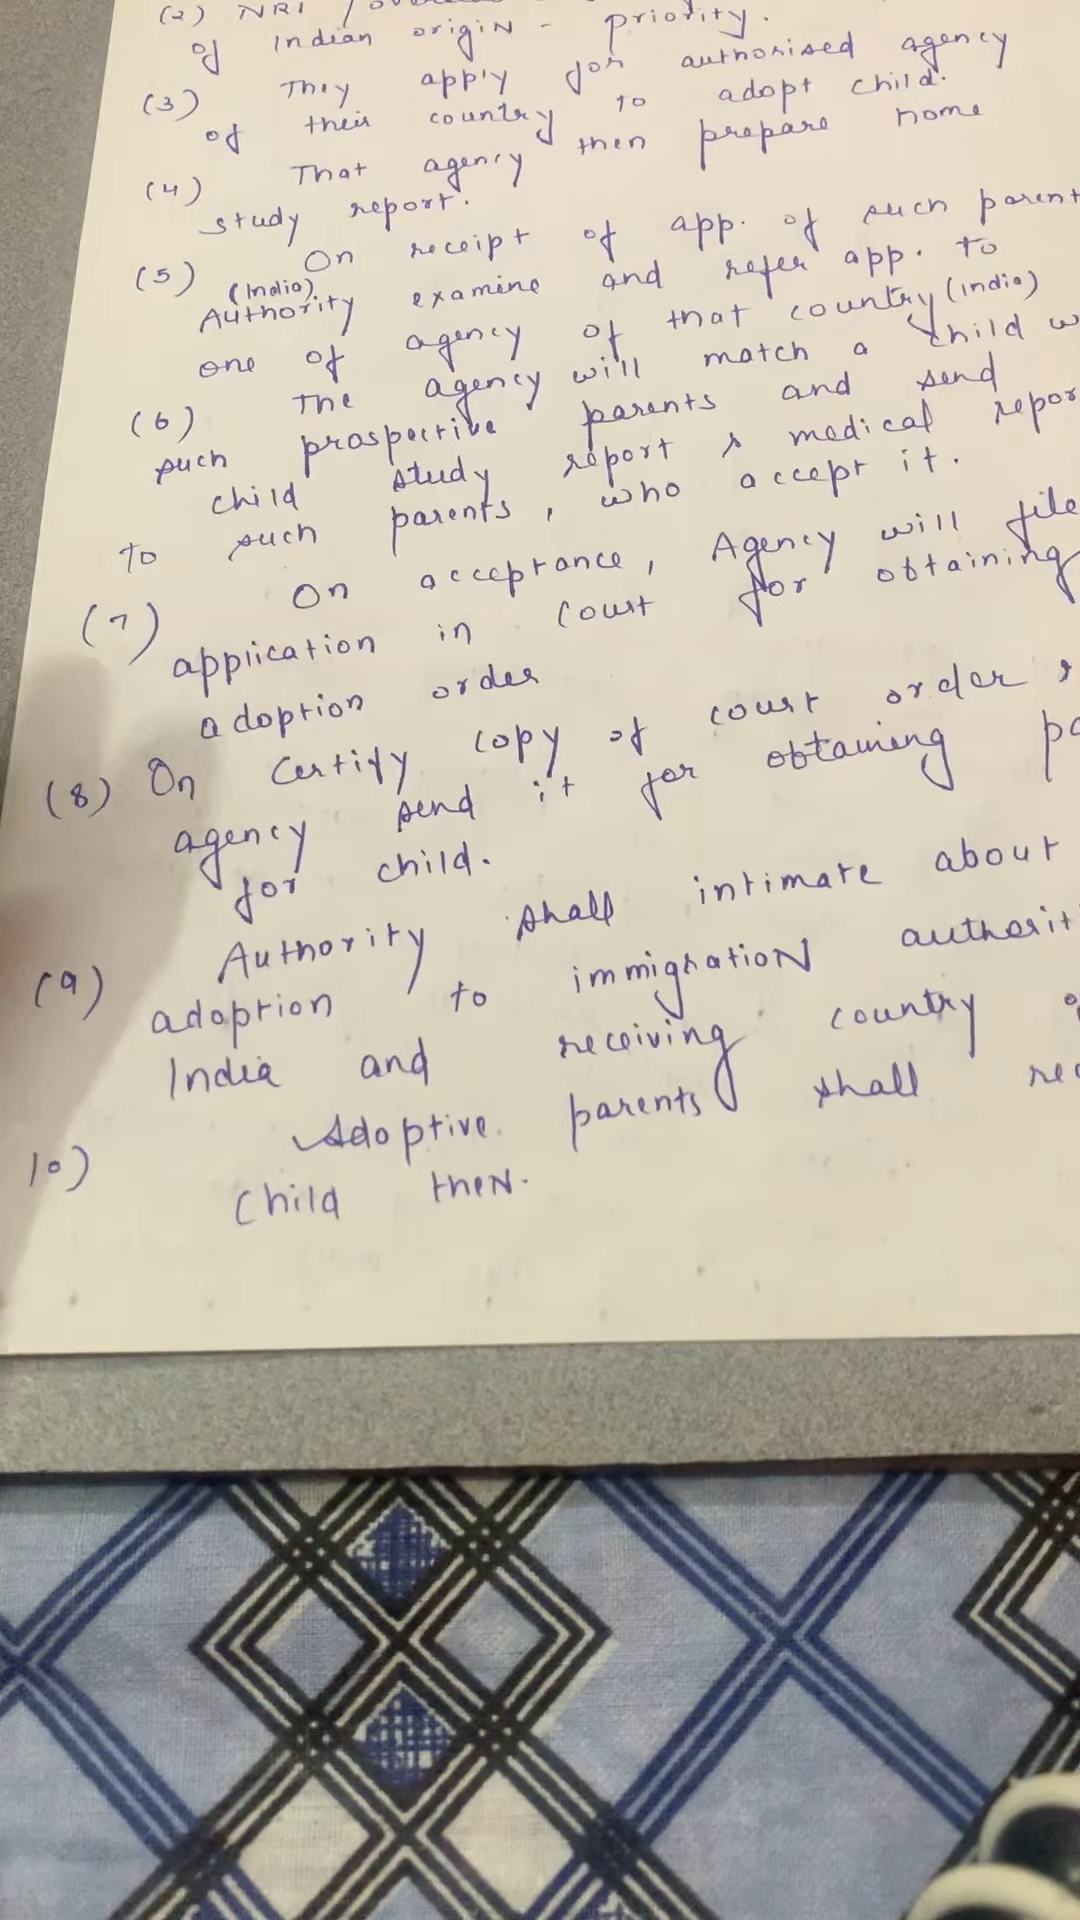 (2) NRI /
of Indian origin - priority.
(3) They apply for authorised agency
of their country to adopt child.
(4) That agency then prepare home
study report.
(5) On receipt of app. of such parent
(India)
Authority examine and refer app. to
one of agency of that country (India)
(6) The agency will match a child
such prospective parents and send
child study report & medical
to such parents, who accept it.
(7) On acceptance, Agency will file
application in court for obtaining
adoption order
(8) On certify copy of court order
agency send it for obtaining
for child.
(9) Authority shall intimate about
adoption to immigration
India and receiving country
10) Adoptive parents shall
child then.